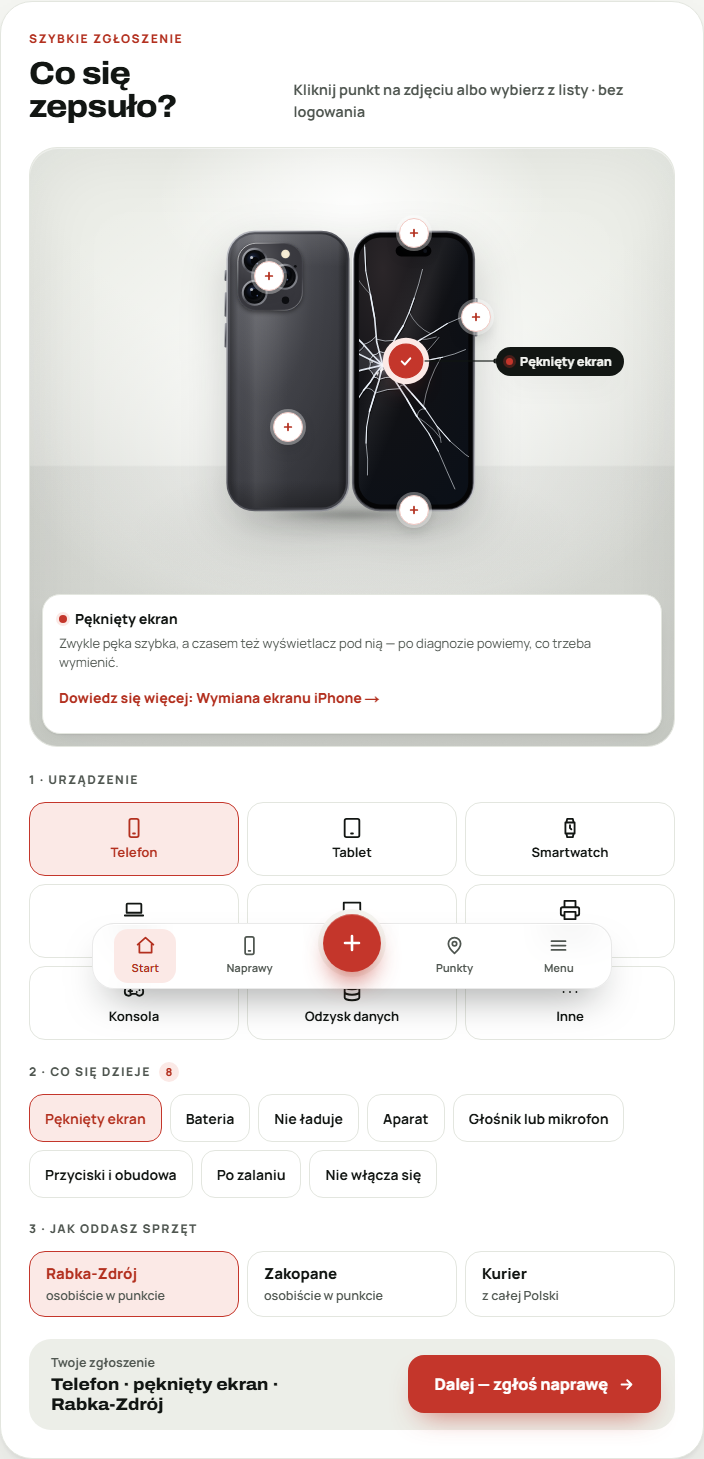 SZYBKIE ZGŁOSZENIE
Co się
zepsuło?
Kliknij punkt na zdjęciu albo wybierz z listy · bez
logowania
Pęknięty ekran
Pęknięty ekran
Zwykle pęka szybka, a czasem też wyświetlacz pod nią — po diagnozie powiemy, co trzeba
wymienić.
Dowiedz się więcej: Wymiana ekranu iPhone →
1 · URZĄDZENIE
Telefon
Tablet
Smartwatch
Start
Naprawy
Punkty
Menu
Konsola
Odzysk danych
Inne
2 · CO SIĘ DZIEJE 8
Pęknięty ekran
Bateria
Nie ładuje
Aparat
Głośnik lub mikrofon
Przyciski i obudowa
Po zalaniu
Nie włącza się
3 · JAK ODDASZ SPRZĘT
Rabka-Zdrój
osobiście w punkcie
Zakopane
osobiście w punkcie
Kurier
z całej Polski
Twoje zgłoszenie
Telefon · pęknięty ekran ·
Rabka-Zdrój
Dalej — zgłoś naprawę →